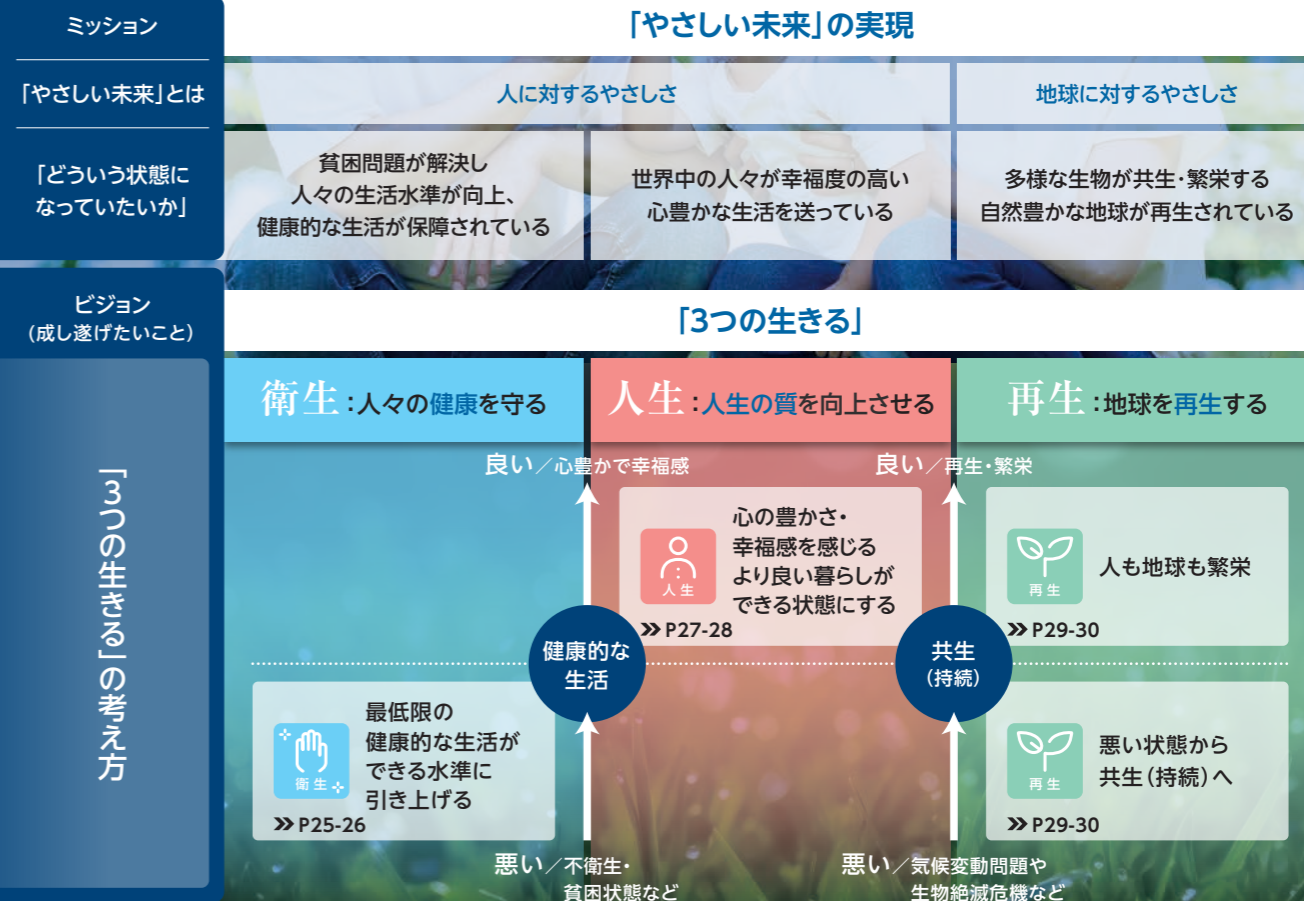 ミッション
「やさしい未来」の実現
「やさしい未来」とは
人に対するやさしさ
地球に対するやさしさ
「どういう状態に
なっていたいか」
貧困問題が解決し
人々の生活水準が向上、
健康的な生活が保障されている
世界中の人々が幸福度の高い
心豊かな生活を送っている
多様な生物が共生・繁栄する
自然豊かな地球が再生されている
ビジョン
(成し遂げたいこと)
「3つの生きる」
「3つの生きる」の考え方
衛生:人々の健康を守る
人生:人生の質を向上させる
再生:地球を再生する
良い/心豊かで幸福感
良い/再生・繁栄
人生
心の豊かさ・
幸福感を感じる
より良い暮らしが
できる状態にする
P27-28
再生
人も地球も繁栄
P29-30
健康的な
生活
共生
(持続)
衛生
最低限の
健康的な生活が
できる水準に
引き上げる
P25-26
再生
悪い状態から
共生(持続)へ
P29-30
悪い/不衛生・
貧困状態など
悪い/気候変動問題や
生物絶滅危機など